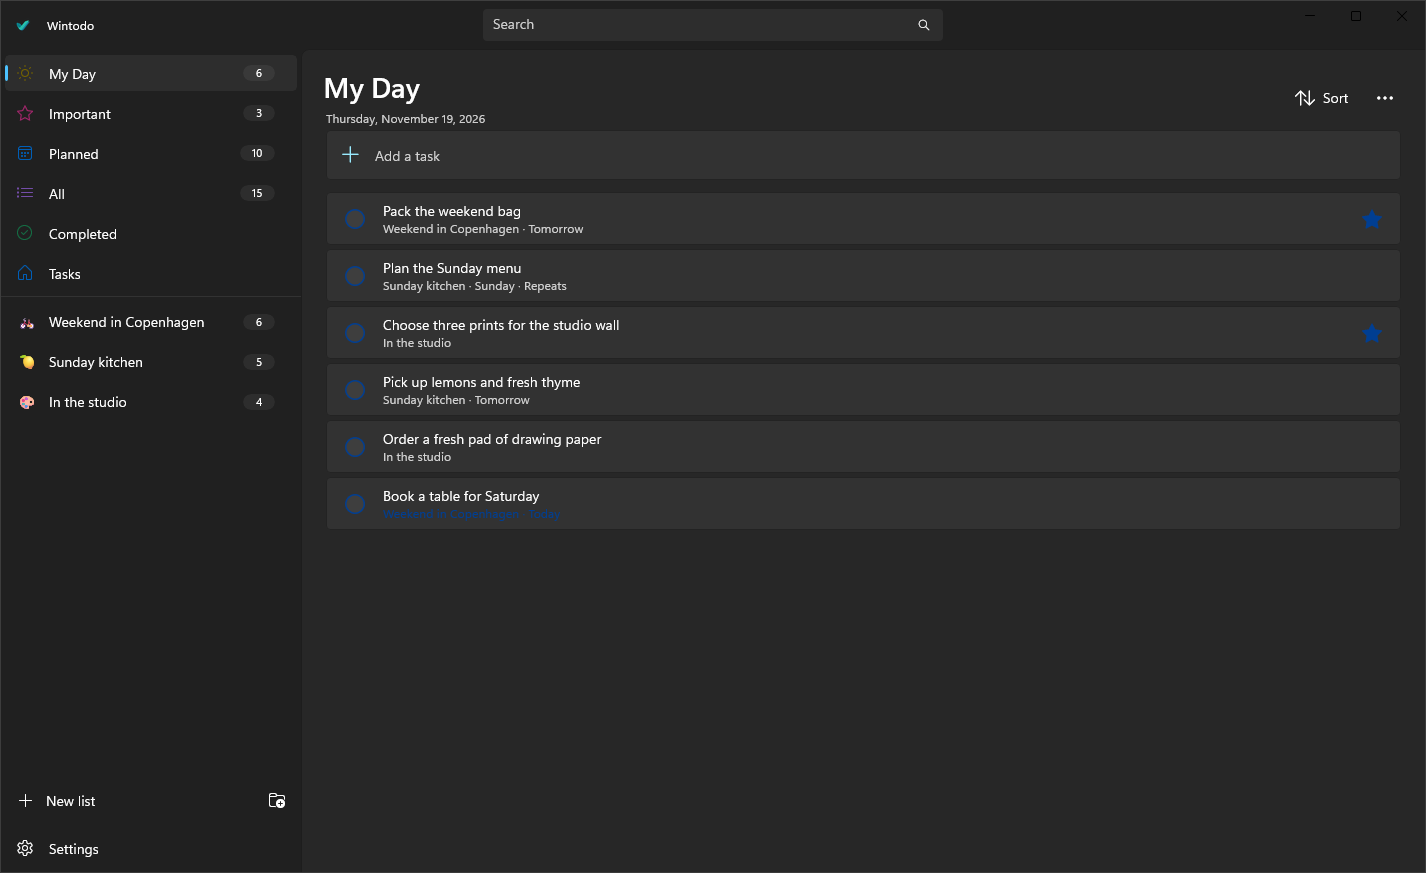 Wintodo
Search
My Day 6
Important 3
Planned 10
All 15
Completed
Tasks
Weekend in Copenhagen 6
Sunday kitchen 5
In the studio 4
New list
Settings
My Day
Thursday, November 19, 2026
Sort
Add a task
Pack the weekend bag
Weekend in Copenhagen · Tomorrow
Plan the Sunday menu
Sunday kitchen · Sunday · Repeats
Choose three prints for the studio wall
In the studio
Pick up lemons and fresh thyme
Sunday kitchen · Tomorrow
Order a fresh pad of drawing paper
In the studio
Book a table for Saturday
Weekend in Copenhagen · Today